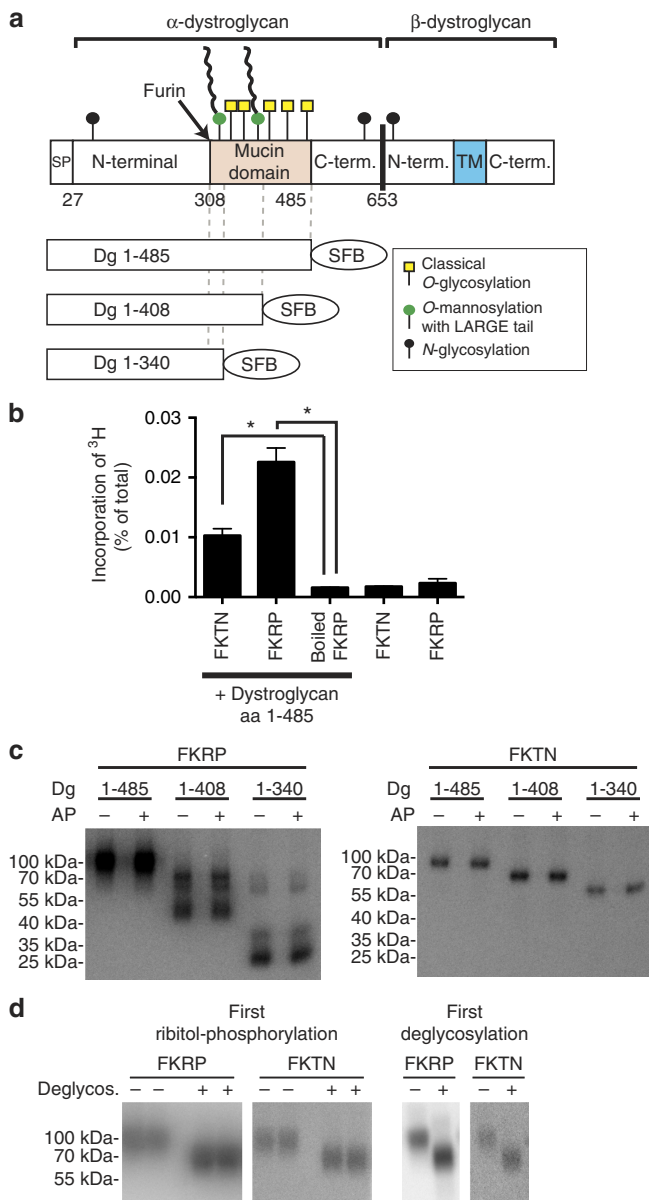 a
α-dystroglycan β-dystroglycan
Furin
SP N-terminal Mucin domain C-term. N-term. TM C-term.
27 308 485 653
Dg 1-485 SFB
Dg 1-408 SFB
Dg 1-340 SFB
Classical
O-glycosylation
O-mannosylation
with LARGE tail
N-glycosylation
b
Incorporation of ³H
(% of total)
0.03
0.02
0.01
0.00
* *
FKTN FKRP Boiled FKRP FKTN FKRP
+ Dystroglycan
aa 1-485
c
FKRP FKTN
Dg 1-485 1-408 1-340 Dg 1-485 1-408 1-340
AP – + – + – + AP – + – + – +
100 kDa-
70 kDa-
55 kDa-
40 kDa-
35 kDa-
25 kDa-
100 kDa-
70 kDa-
55 kDa-
40 kDa-
35 kDa-
25 kDa-
d
First
ribitol-phosphorylation
First
deglycosylation
FKRP FKTN FKRP FKTN
Deglycos. – – + + – – + + – + – +
100 kDa-
70 kDa-
55 kDa-